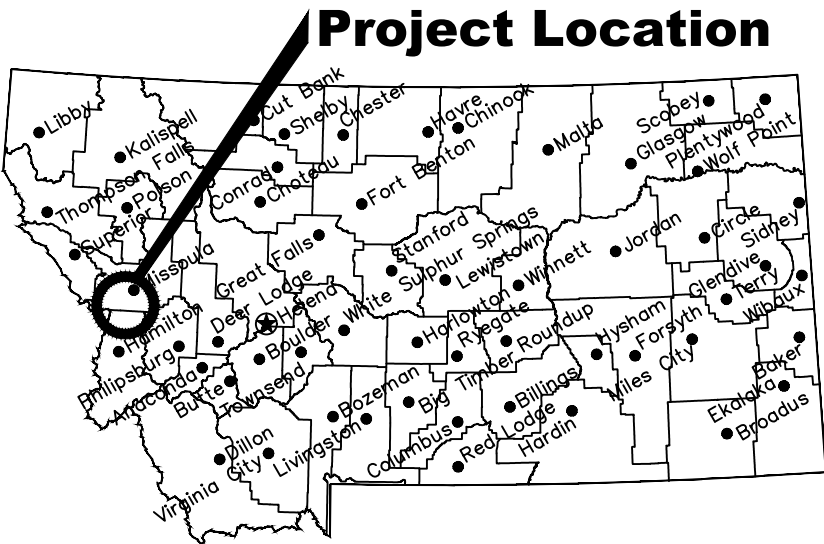 Project Location
Libby
Kalispell
Cut Bank
Shelby
Chester
Havre
Chinook
Malta
Scobey
Glasgow
Plentywood
Wolf Point
Thompson Falls
Polson
Conrad
Choteau
Fort Benton
Superior
Missoula
Great Falls
Stanford
Lewistown
Winnett
Jordan
Circle
Sidney
Glendive
Terry
Wibaux
Hamilton
Philipsburg
Deer Lodge
Helena
Boulder
White Sulphur Springs
Harlowton
Ryegate
Roundup
Hysham
Forsyth
Miles City
Baker
Ekalaka
Broadus
Anaconda
Butte
Townsend
Bozeman
Livingston
Big Timber
Columbus
Billings
Red Lodge
Hardin
Dillon
Virginia City